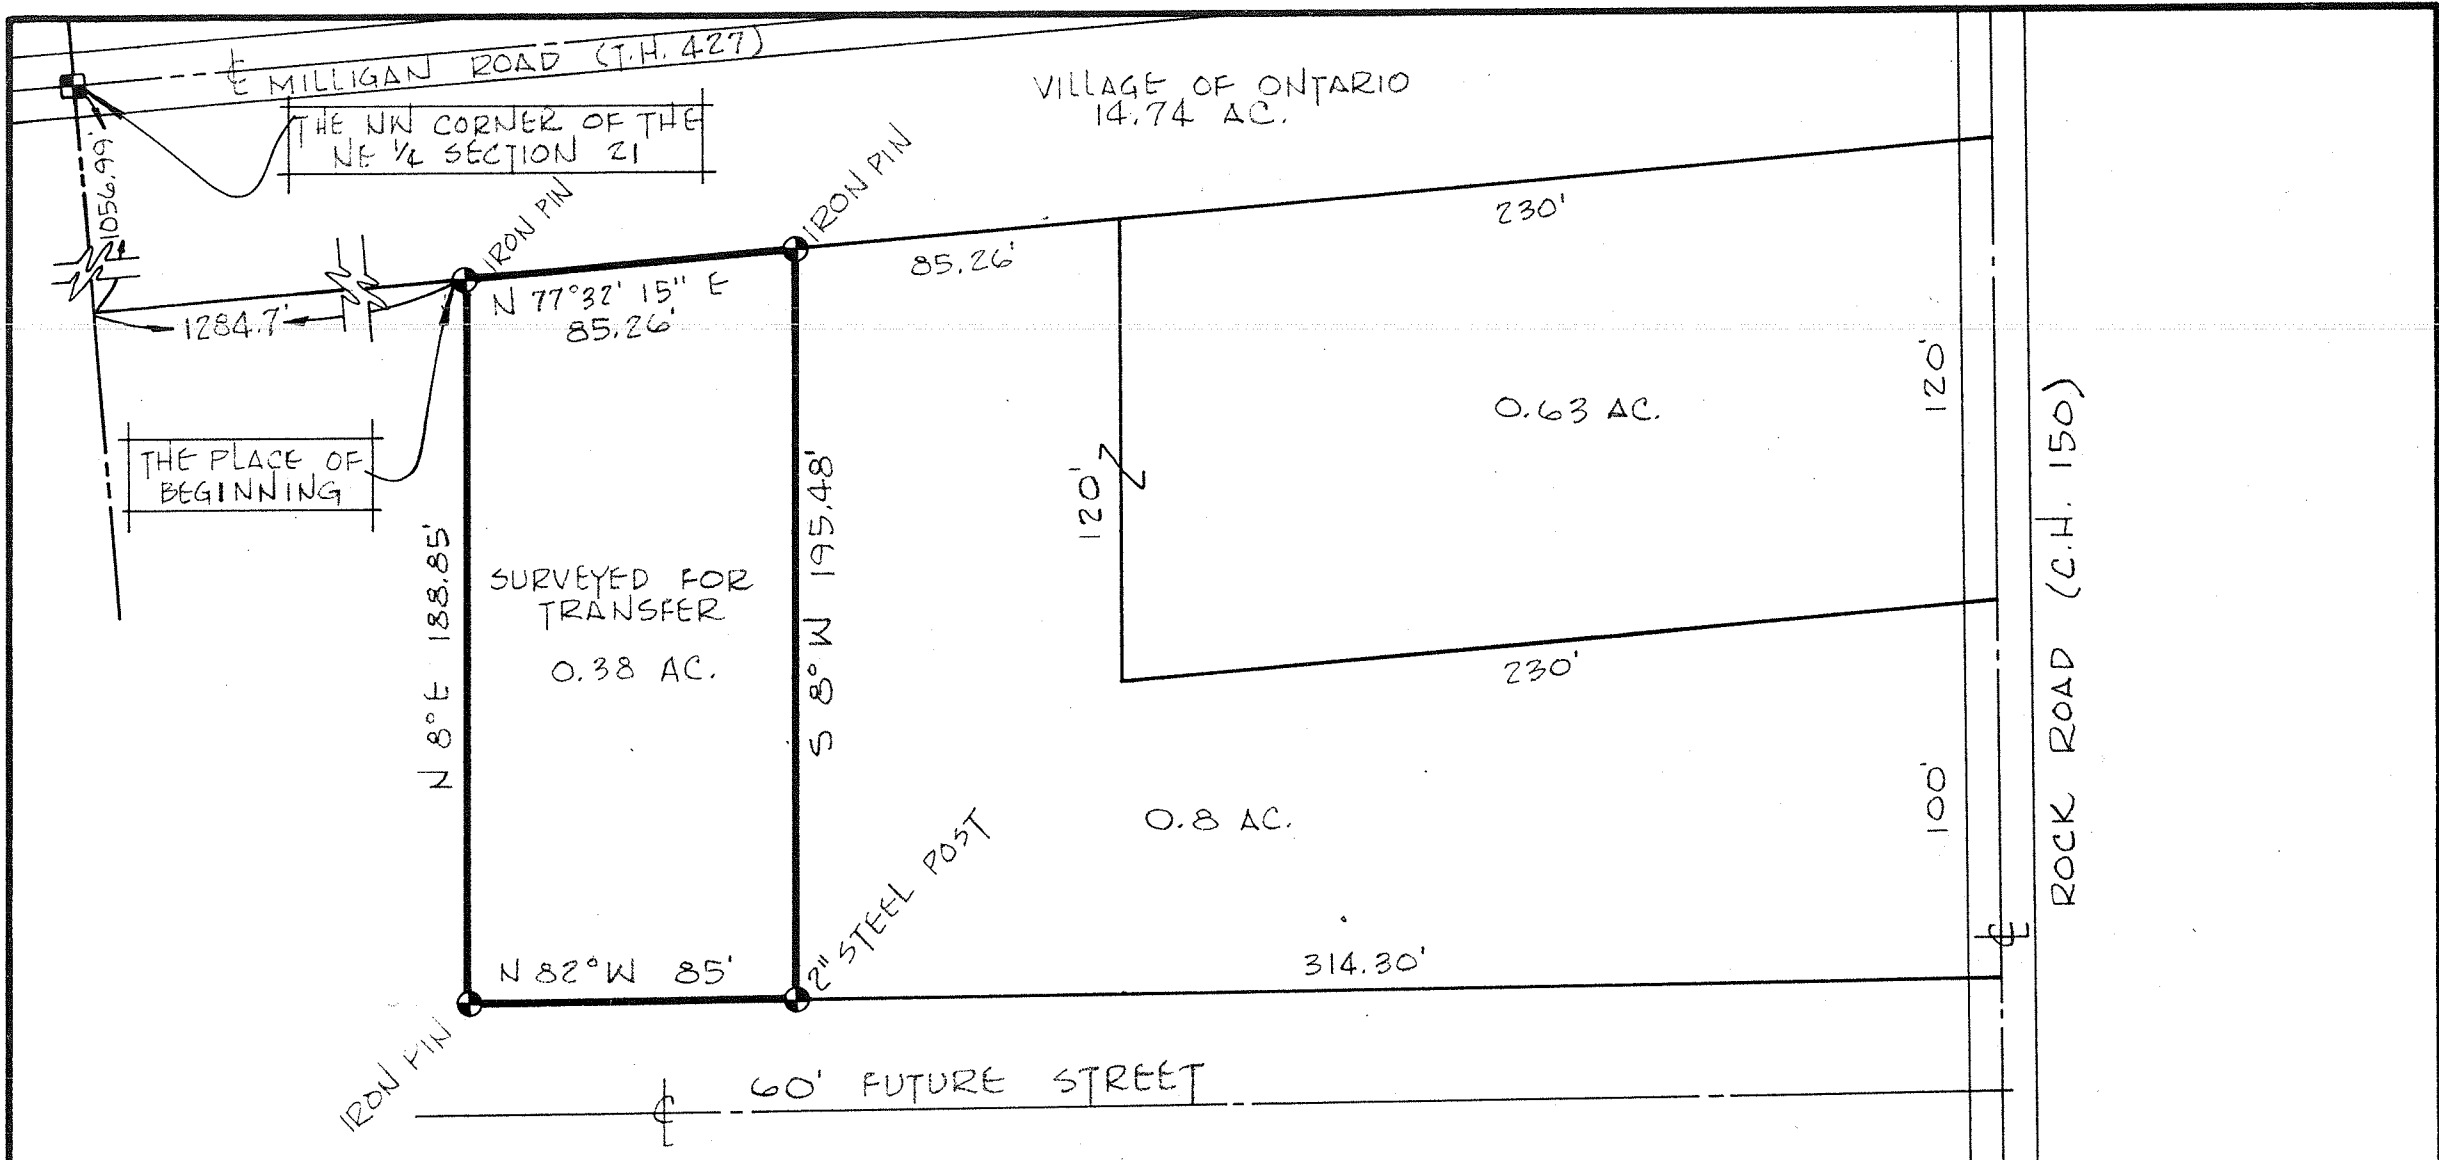 ℄ MILLIGAN ROAD (T.H. 427)
VILLAGE OF ONTARIO
14.74 AC.
THE NW CORNER OF THE
NE 1/4 SECTION 21
1056.99'
IRON PIN
IRON PIN
230'
85.26'
N 77°32' 15" E
85.26'
1284.7'
120'
0.63 AC.
THE PLACE OF
BEGINNING
120'
N 8° E 188.85'
S 8° W 195.48'
SURVEYED FOR
TRANSFER
0.38 AC.
230'
ROCK ROAD (C.H. 150)
100'
0.8 AC.
2" STEEL POST
N 82° W 85'
314.30'
℄
IRON PIN
60' FUTURE STREET
℄